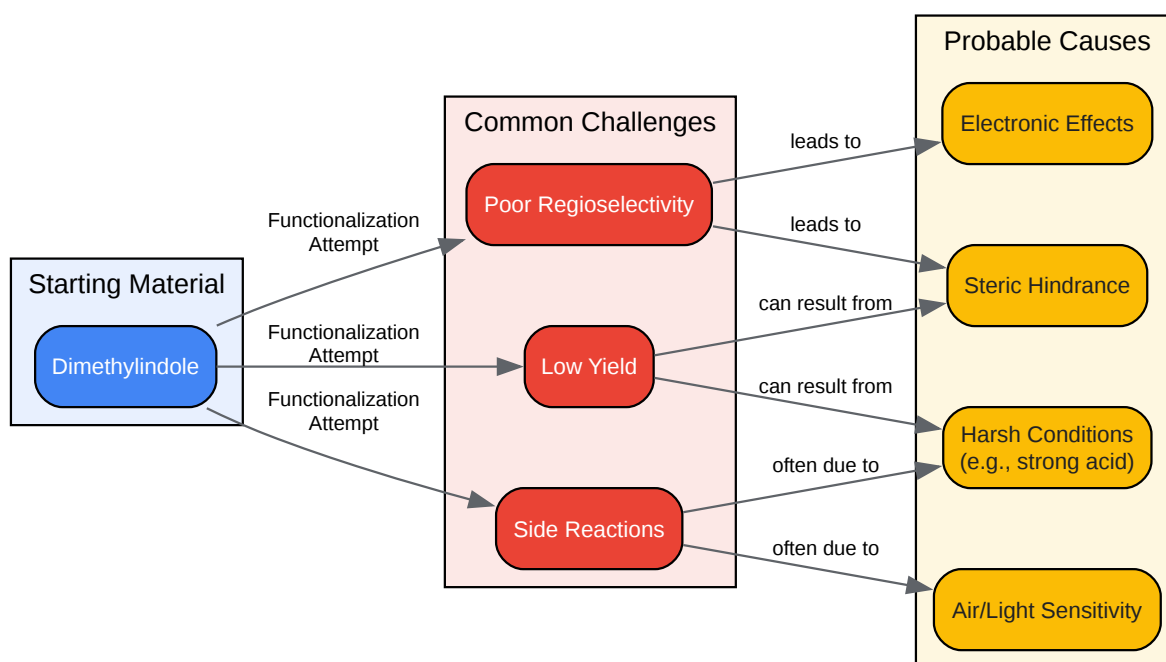 Starting Material
Dimethylindole
Functionalization
Attempt
Functionalization
Attempt
Functionalization
Attempt
Common Challenges
Poor Regioselectivity
Low Yield
Side Reactions
leads to
leads to
can result from
can result from
often due to
often due to
Probable Causes
Electronic Effects
Steric Hindrance
Harsh Conditions
(e.g., strong acid)
Air/Light Sensitivity